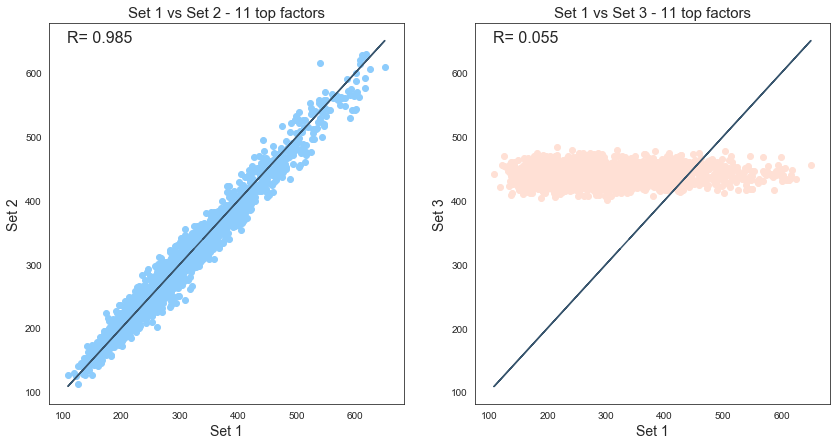 Set 1 vs Set 2 - 11 top factors
R= 0.985
600
500
400
300
200
100
Set 2
100 200 300 400 500 600
Set 1
Set 1 vs Set 3 - 11 top factors
R= 0.055
600
500
400
300
200
100
Set 3
100 200 300 400 500 600
Set 1